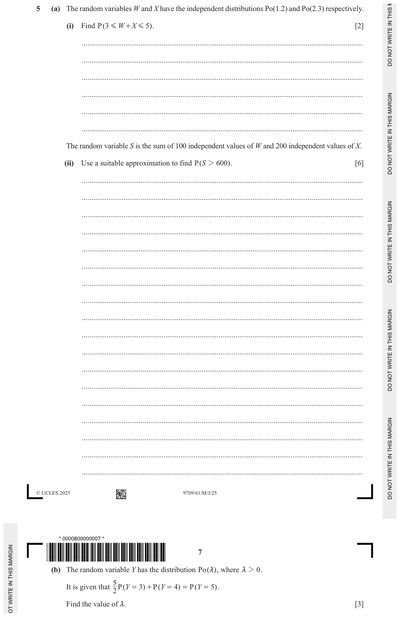 5 (a) The random variables W and X have the independent distributions Po(1.2) and Po(2.3) respectively.
(i) Find P(3 ⩽ W + X ⩽ 5). [2]
The random variable S is the sum of 100 independent values of W and 200 independent values of X.
(ii) Use a suitable approximation to find P(S > 600). [6]
© UCLES 2025 9709/61/M/J/25
* 0000800000007 *
7
(b) The random variable Y has the distribution Po(λ), where λ > 0.
It is given that 5/2 P(Y = 3) + P(Y = 4) = P(Y = 5).
Find the value of λ. [3]
DO NOT WRITE IN THIS M
DO NOT WRITE IN THIS MARGIN
DO NOT WRITE IN THIS MARGIN
DO NOT WRITE IN THIS MARGIN
DO NOT WRITE IN THIS MARGIN
OT WRITE IN THIS MARGIN